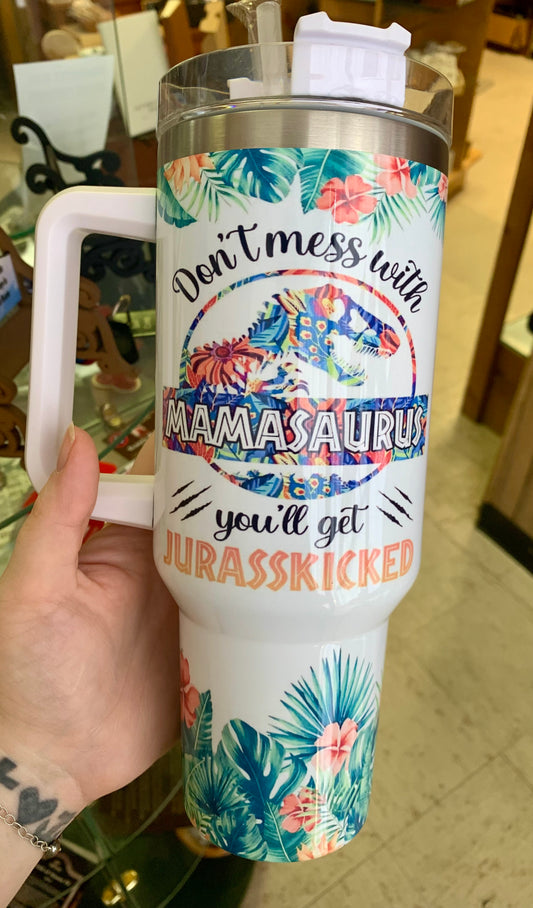 Don't mess with
MAMASAURUS
you'll get
JURASSKICKED